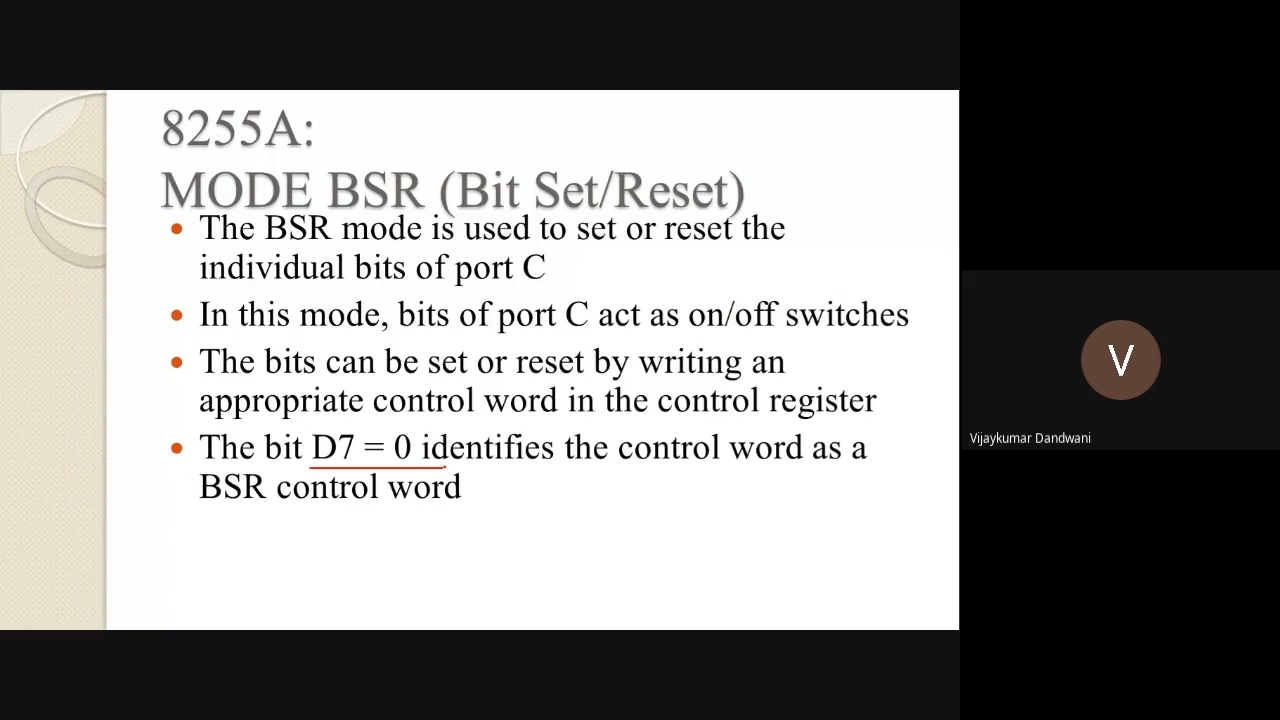 8255A:
MODE BSR (Bit Set/Reset)
• The BSR mode is used to set or reset the
individual bits of port C
• In this mode, bits of port C act as on/off switches
• The bits can be set or reset by writing an
appropriate control word in the control register
• The bit D7 = 0 identifies the control word as a
BSR control word
V
Vijaykumar Dandwani